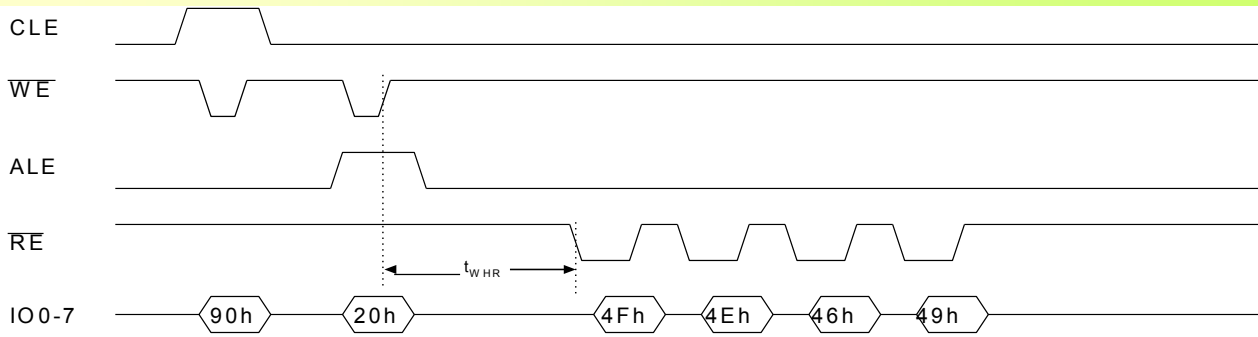 CLE
WE
ALE
RE
tWHR
IO0-7 90h 20h 4Fh 4Eh 46h 49h